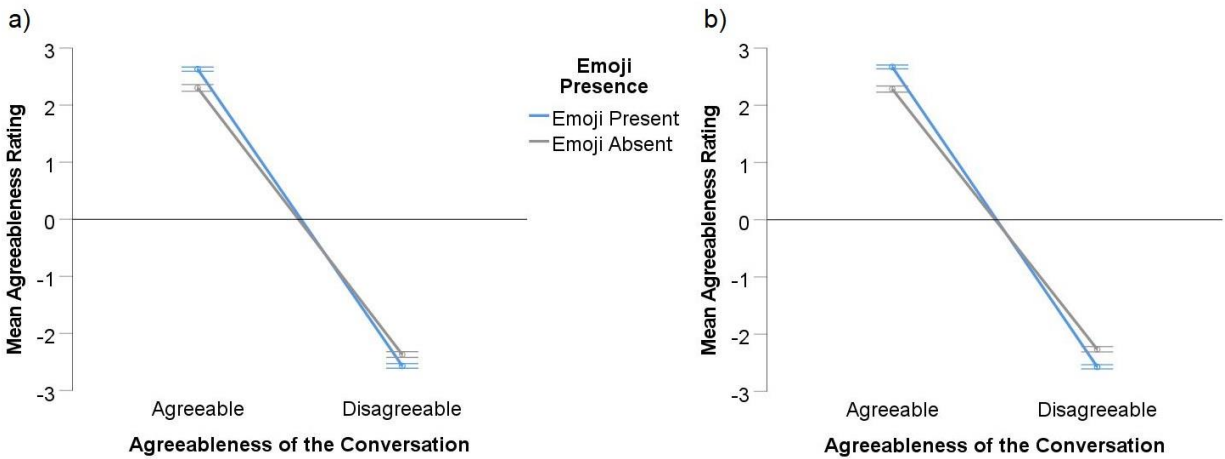 a)
Mean Agreeableness Rating
3
2
1
0
-1
-2
-3
Agreeable
Disagreeable
Agreeableness of the Conversation
Emoji
Presence
Emoji Present
Emoji Absent
b)
Mean Agreeableness Rating
3
2
1
0
-1
-2
-3
Agreeable
Disagreeable
Agreeableness of the Conversation